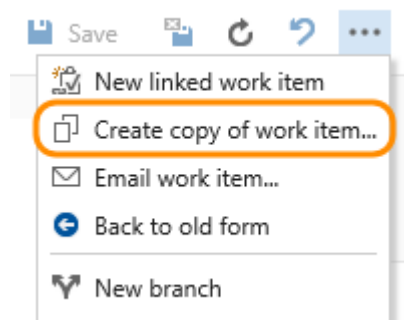 Save
New linked work item
Create copy of work item...
Email work item...
Back to old form
New branch